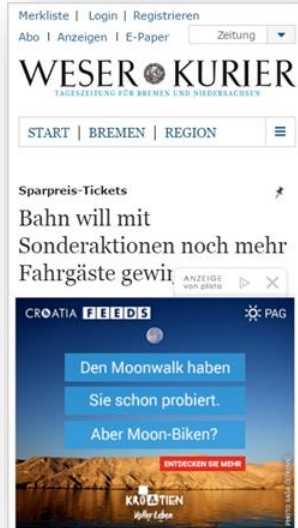 Merkliste | Login | Registrieren
Abo | Anzeigen | E-Paper Zeitung
WESER KURIER
TAGESZEITUNG FÜR BREMEN UND NIEDERSACHSEN
START | BREMEN | REGION
Sparpreis-Tickets
Bahn will mit
Sonderaktionen noch mehr
Fahrgäste
ANZEIGE
von plista
CROATIA FEEDS PAG
Den Moonwalk haben
Sie schon probiert.
Aber Moon-Biken?
ENTDECKEN SIE MEHR
KROATIEN
Voller Leben